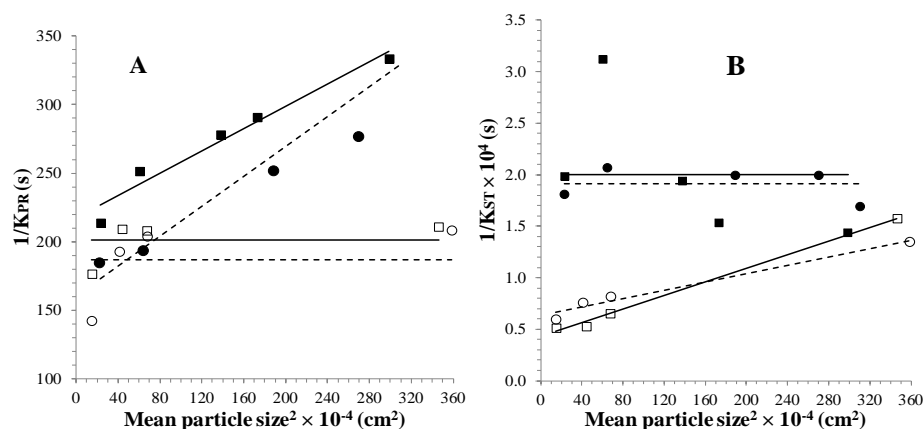 A
350
300
250
200
150
100
1/KPR (s)
0 40 80 120 160 200 240 280 320 360
Mean particle size² × 10⁻⁴ (cm²)
B
3.5
3.0
2.5
2.0
1.5
1.0
0.5
0.0
1/KST × 10⁴ (s)
0 40 80 120 160 200 240 280 320 360
Mean particle size² × 10⁻⁴ (cm²)